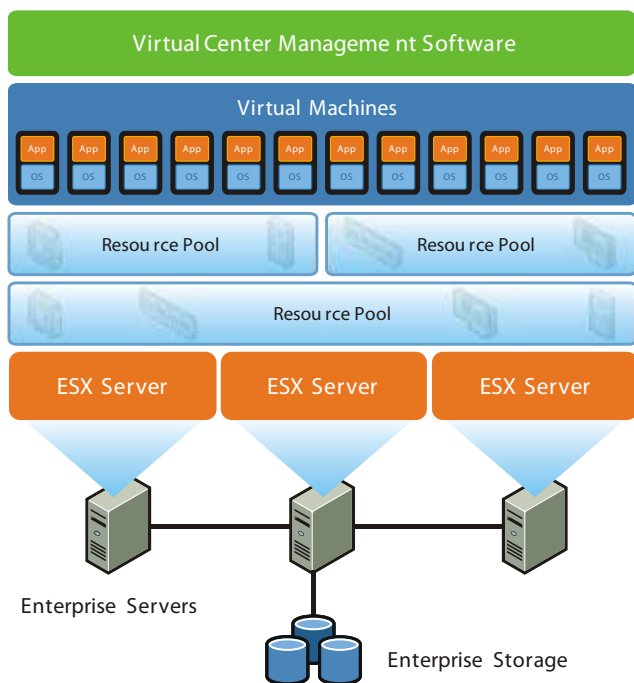 Virtual Center Manageme nt Software
Virtual Machines
App App App App App App App App App App App App
OS OS OS OS OS OS OS OS OS OS OS OS
Resou rce Pool Resou rce Pool
Resou rce Pool
ESX Server ESX Server ESX Server
Enterprise Servers
Enterprise Storage